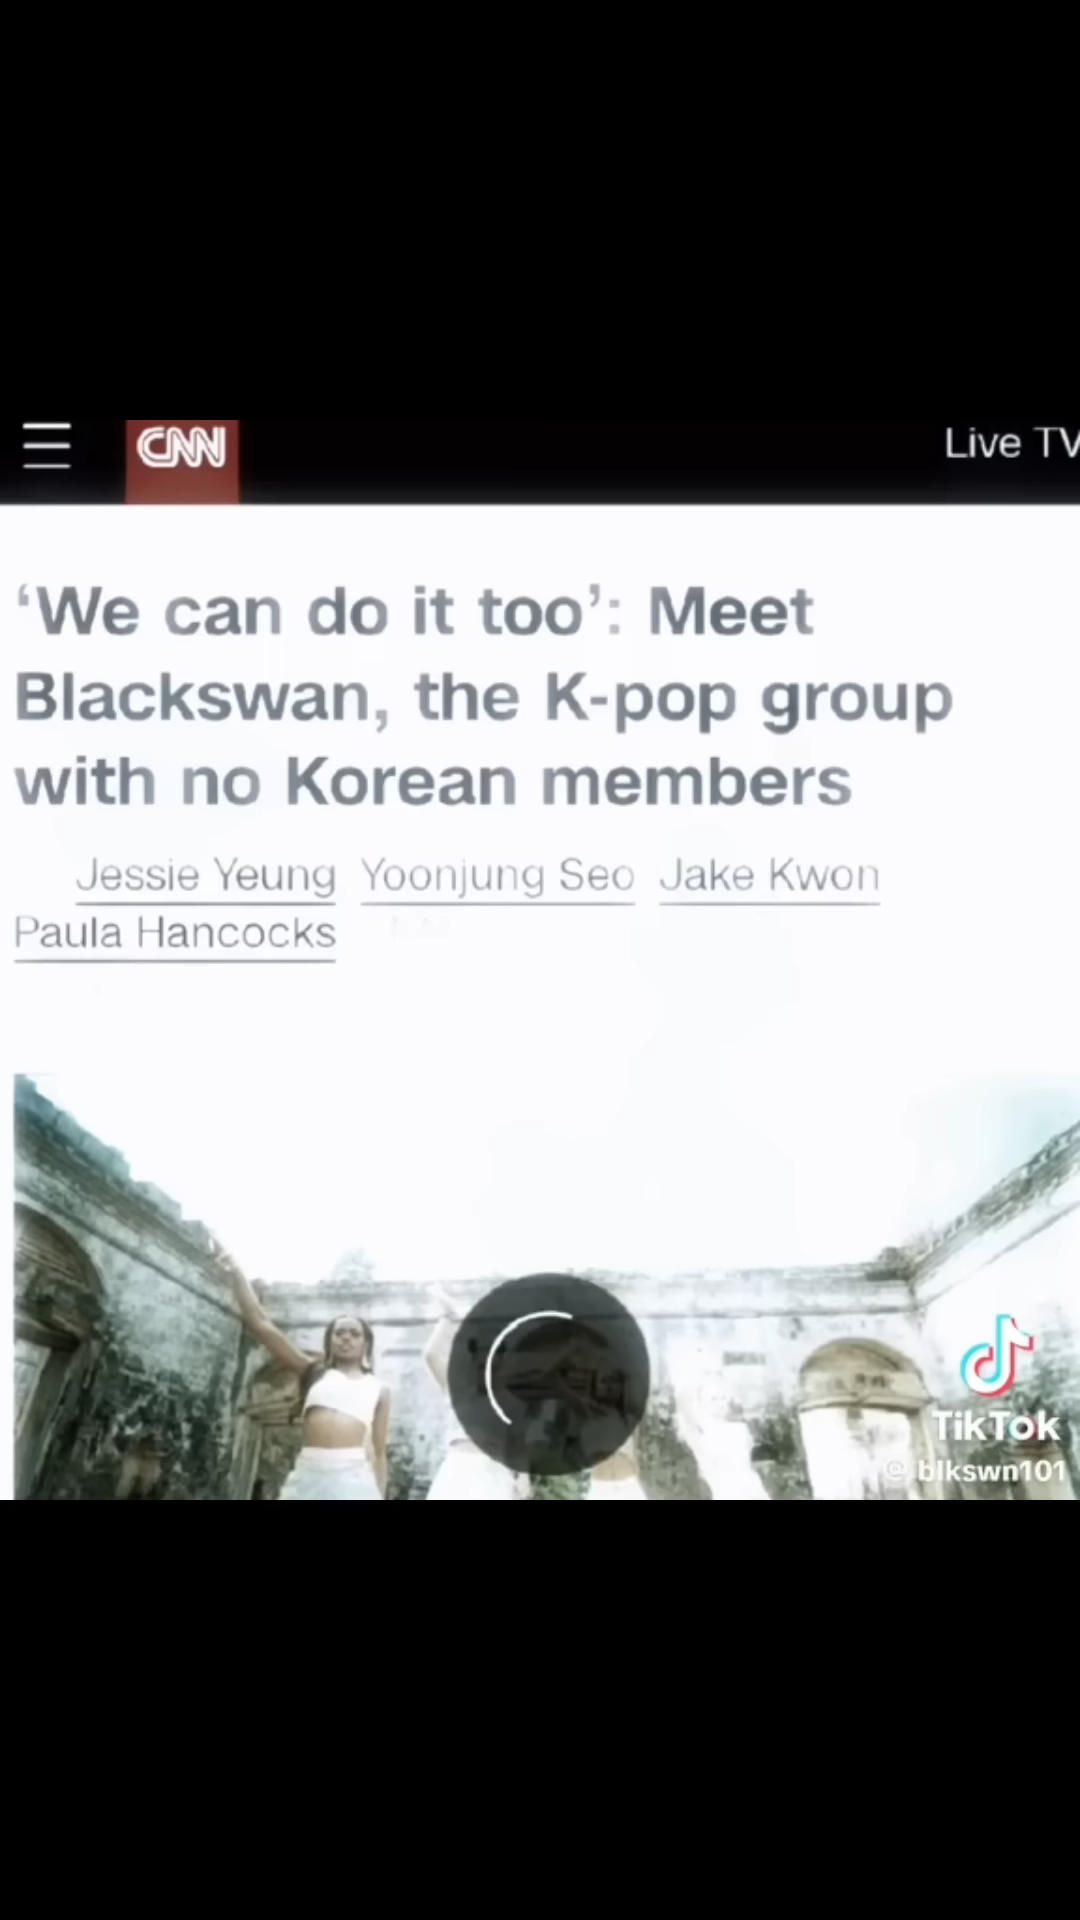 CNN
Live TV
‘We can do it too’: Meet
Blackswan, the K-pop group
with no Korean members
Jessie Yeung Yoonjung Seo Jake Kwon
Paula Hancocks
TikTok
@ blkswn101